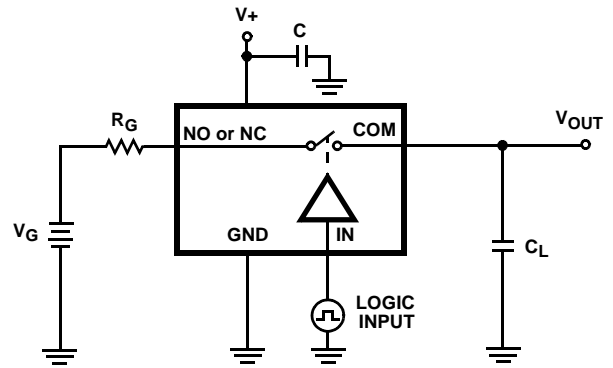 V+
C
RG
NO or NC
COM
VOUT
VG
GND
IN
CL
LOGIC
INPUT